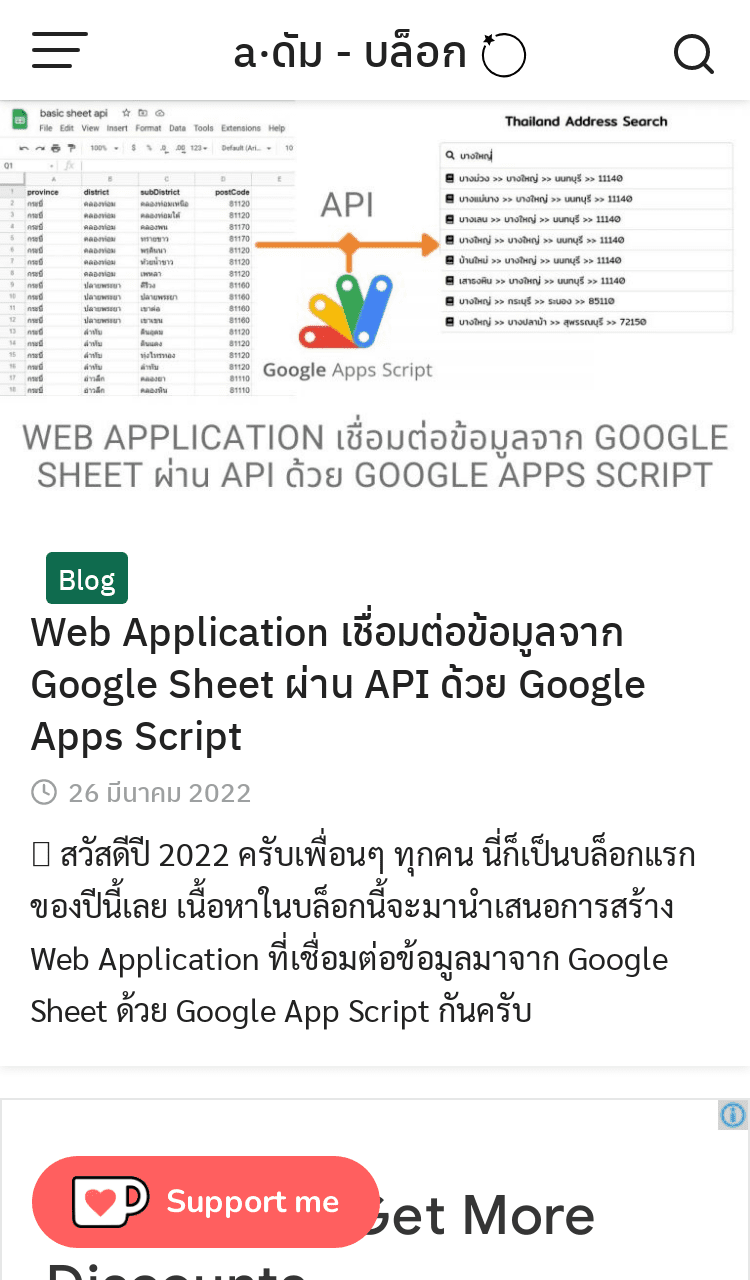 a·ดัม - บล็อก
basic sheet api
File Edit View Insert Format Data Tools Extensions Help
100% $ % .0 .00 123 Default (Ari... 10
Q1 fx
A B C D E
1 province district subDistrict postCode
2 กระบี่ คลองท่อม คลองท่อมเหนือ 81120
3 กระบี่ คลองท่อม คลองท่อมใต้ 81120
4 กระบี่ คลองท่อม คลองพน 81170
5 กระบี่ คลองท่อม ทรายขาว 81170
6 กระบี่ คลองท่อม พรุดินนา 81120
7 กระบี่ คลองท่อม ห้วยน้ำขาว 81120
8 กระบี่ คลองท่อม เพหลา 81120
9 กระบี่ ปลายพระยา คีรีวง 81160
10 กระบี่ ปลายพระยา ปลายพระยา 81160
11 กระบี่ ปลายพระยา เขาต่อ 81160
12 กระบี่ ปลายพระยา เขาเขน 81160
13 กระบี่ ลำทับ ดินอุดม 81120
14 กระบี่ ลำทับ ดินแดง 81120
15 กระบี่ ลำทับ ทุ่งไทรทอง 81120
16 กระบี่ ลำทับ ลำทับ 81120
17 กระบี่ อ่าวลึก คลองยา 81110
18 กระบี่ อ่าวลึก คลองหิน 81110
API
Google Apps Script
Thailand Address Search
บางใหญ่
บางม่วง >> บางใหญ่ >> นนทบุรี >> 11140
บางแม่นาง >> บางใหญ่ >> นนทบุรี >> 11140
บางเลน >> บางใหญ่ >> นนทบุรี >> 11140
บางใหญ่ >> บางใหญ่ >> นนทบุรี >> 11140
บ้านใหม่ >> บางใหญ่ >> นนทบุรี >> 11140
เสาธงหิน >> บางใหญ่ >> นนทบุรี >> 11140
บางใหญ่ >> กระบุรี >> ระนอง >> 85110
บางใหญ่ >> บางปลาม้า >> สุพรรณบุรี >> 72150
WEB APPLICATION เชื่อมต่อข้อมูลจาก GOOGLE
SHEET ผ่าน API ด้วย GOOGLE APPS SCRIPT
Blog
Web Application เชื่อมต่อข้อมูลจาก
Google Sheet ผ่าน API ด้วย Google
Apps Script
26 มีนาคม 2022
สวัสดีปี 2022 ครับเพื่อนๆ ทุกคน นี่ก็เป็นบล็อกแรก
ของปีนี้เลย เนื้อหาในบล็อกนี้จะมานำเสนอการสร้าง
Web Application ที่เชื่อมต่อข้อมูลมาจาก Google
Sheet ด้วย Google App Script กันครับ
Support me
Get More
Discounts